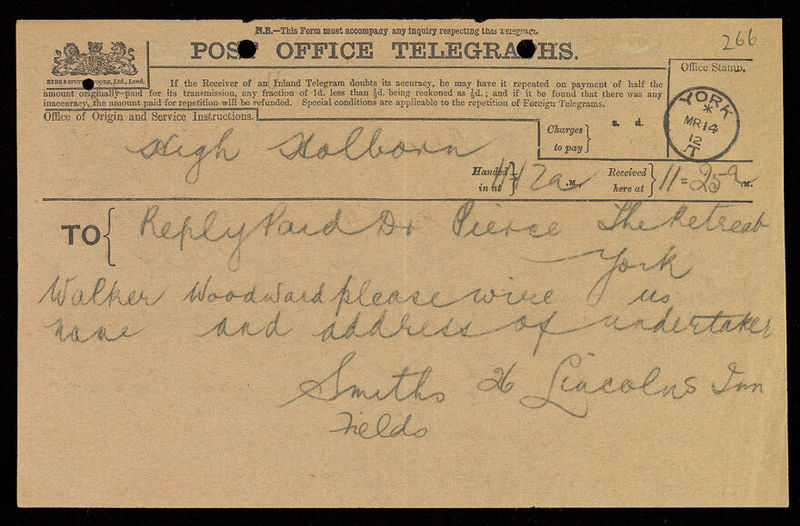 N.B.—This Form must accompany any inquiry respecting this Telegram.
266
POST OFFICE TELEGRAPHS.
Office Stamp.
If the Receiver of an Inland Telegram doubts its accuracy, he may have it repeated on payment of half the
amount originally paid for its transmission, any fraction of 1d. less than ½d. being reckoned as ½d.; and if it be found that there was any
inaccuracy, the amount paid for repetition will be refunded. Special conditions are applicable to the repetition of Foreign Telegrams.
Office of Origin and Service Instructions.
YORK
*
MR 14
12
Charges to pay
s. d.
High Holborn
Handed in at
M.,
Received here at
11=25a
M.
TO
Reply Paid Dr Pierce The Retreat
York
Walker Woodward please wire us
name and address of undertaker
Smiths 26 Lincolns Inn
Fields